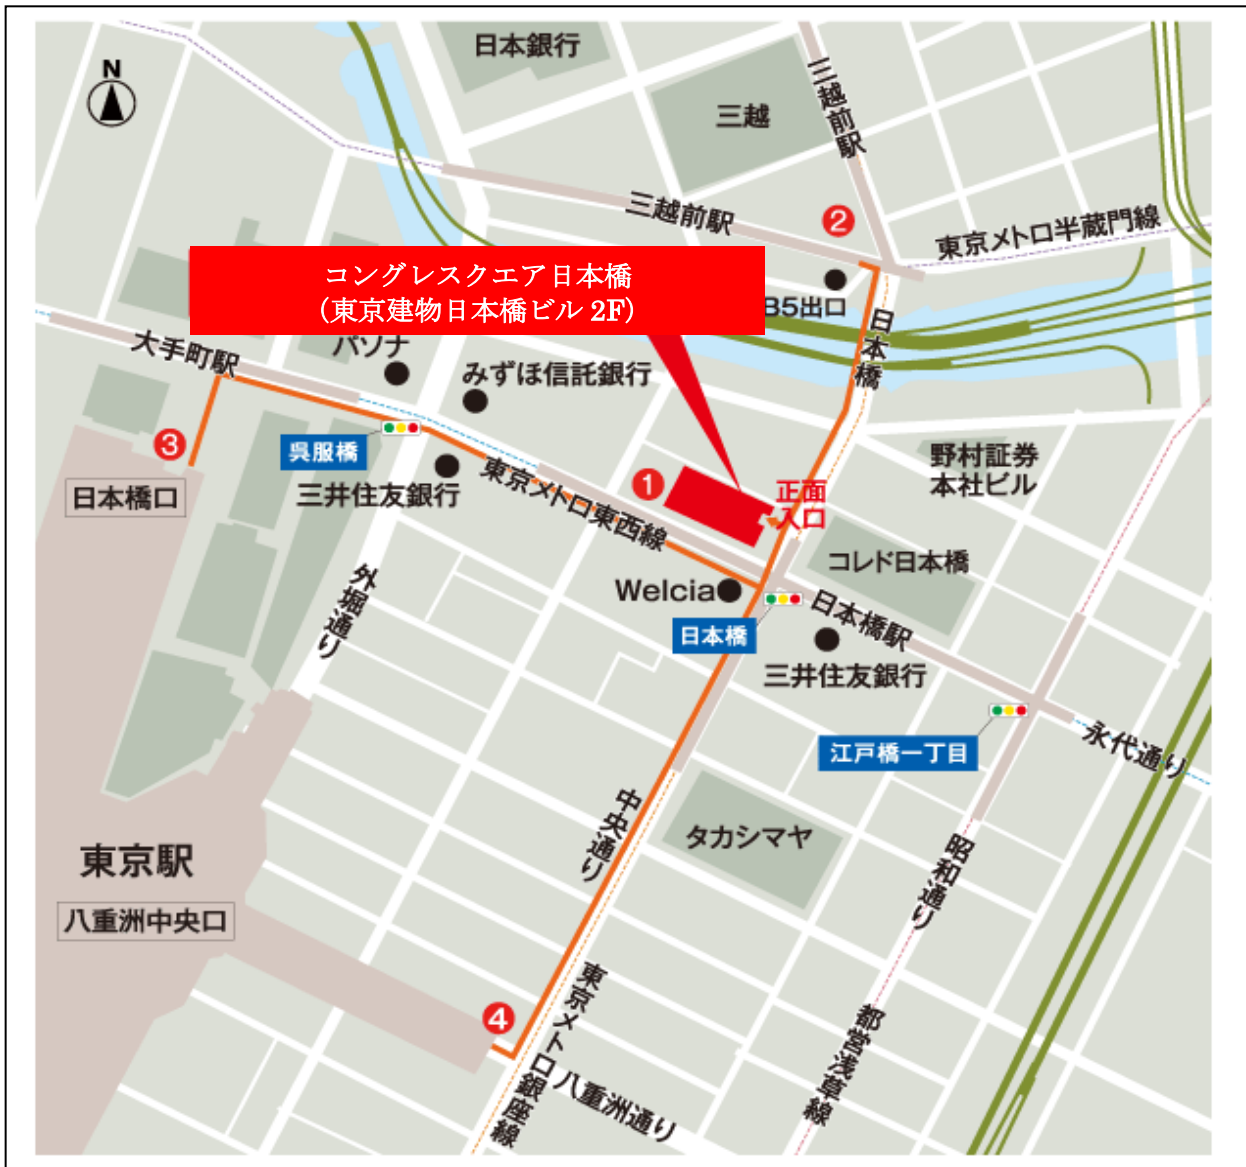 N
日本銀行
三越
三越前駅
三越前駅
2
東京メトロ半蔵門線
コングレスクエア日本橋
(東京建物日本橋ビル 2F)
B5出口
日本橋
大手町駅
パソナ
みずほ信託銀行
3
呉服橋
日本橋口
三井住友銀行
東京メトロ東西線
1
正面
入口
野村証券
本社ビル
コレド日本橋
外堀通り
Welcia
日本橋
日本橋駅
三井住友銀行
江戸橋一丁目
永代通り
中央通り
タカシマヤ
昭和通り
東京駅
八重洲中央口
4
東京メトロ銀座線
八重洲通り
都営浅草線